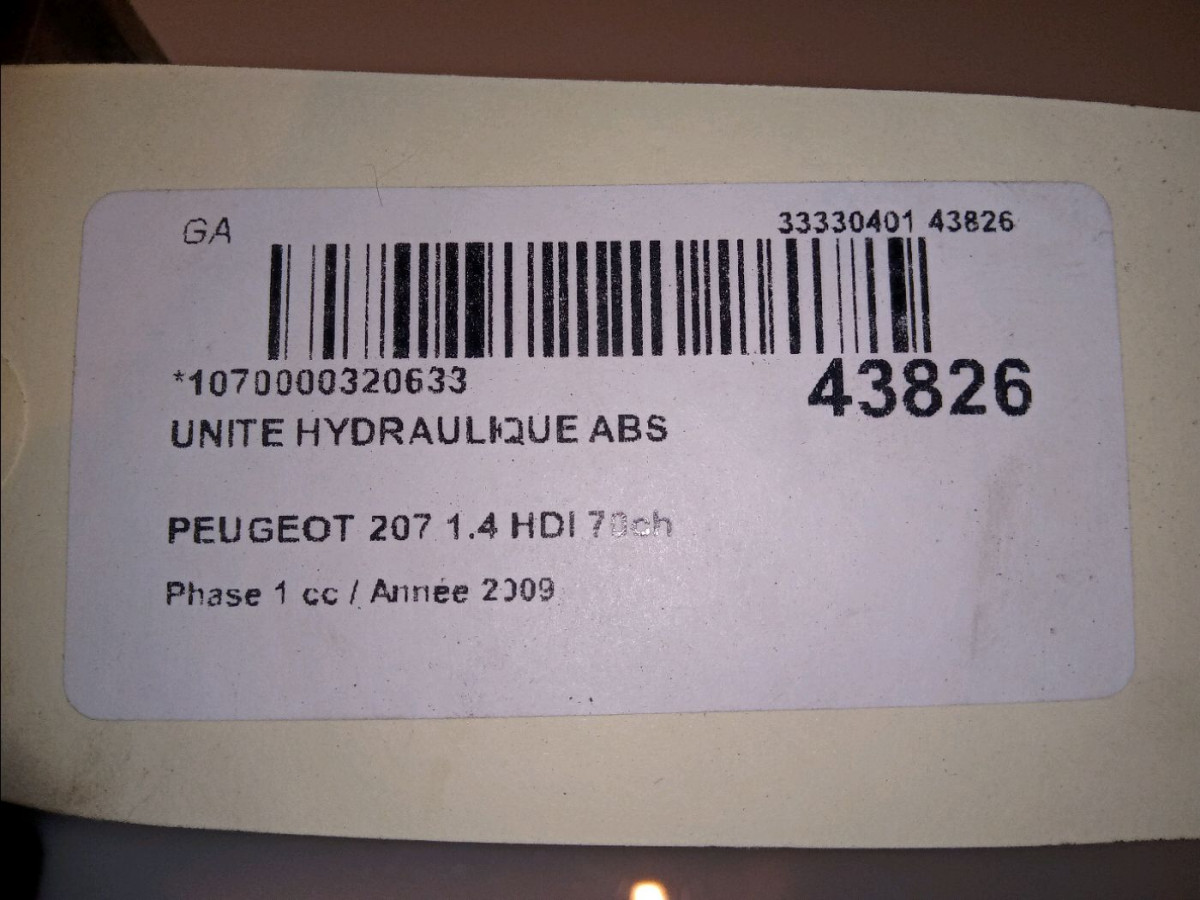 GA
33330401 43826
*1070000320633
43826
UNITE HYDRAULIQUE ABS
PEUGEOT 207 1.4 HDI 70ch
Phase 1 cc / Année 2009